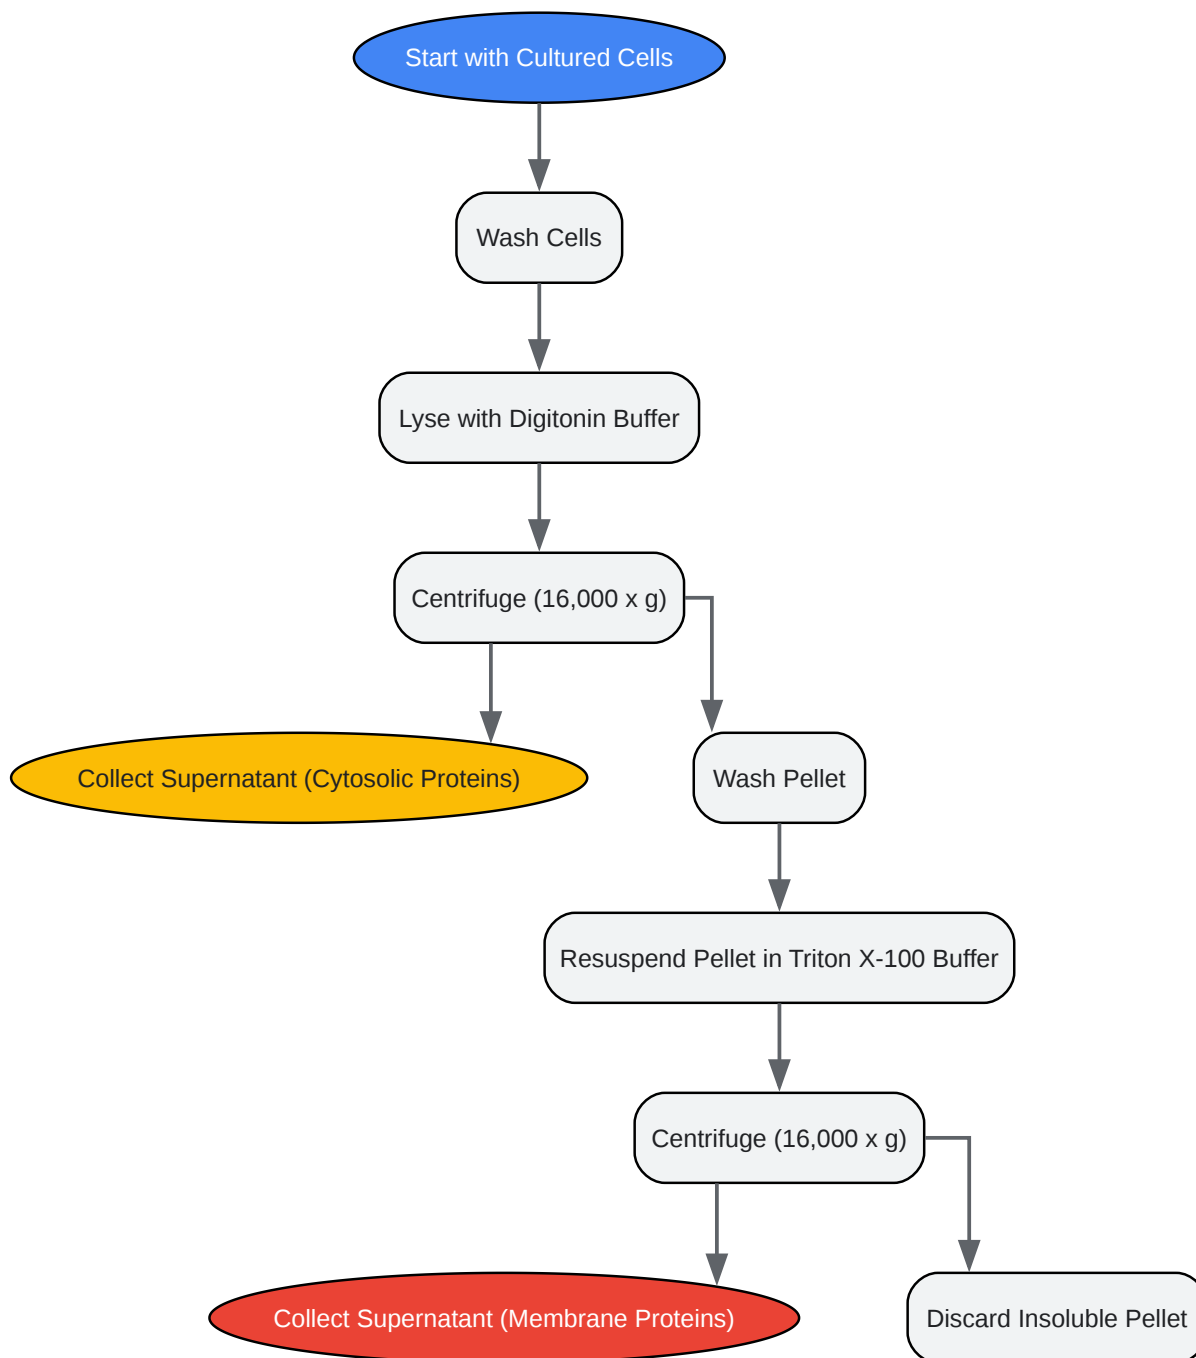 Start with Cultured Cells
Wash Cells
Lyse with Digitonin Buffer
Centrifuge (16,000 x g)
Collect Supernatant (Cytosolic Proteins)
Wash Pellet
Resuspend Pellet in Triton X-100 Buffer
Centrifuge (16,000 x g)
Collect Supernatant (Membrane Proteins)
Discard Insoluble Pellet